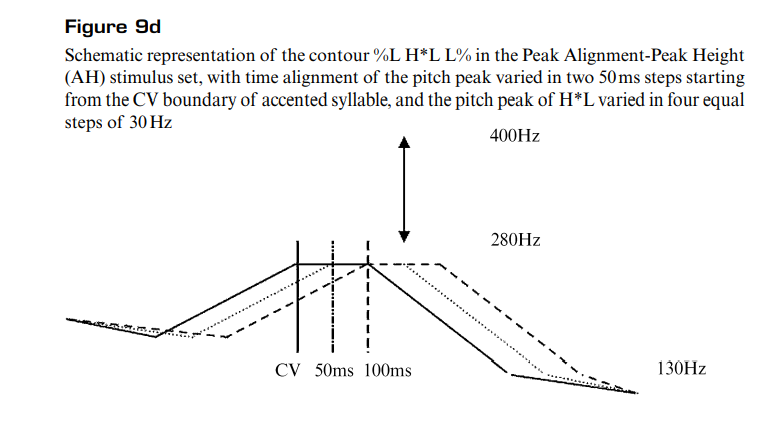 Figure 9d
Schematic representation of the contour %L H*L L% in the Peak Alignment-Peak Height
(AH) stimulus set, with time alignment of the pitch peak varied in two 50 ms steps starting
from the CV boundary of accented syllable, and the pitch peak of H*L varied in four equal
steps of 30 Hz
400Hz
280Hz
130Hz
CV 50ms 100ms